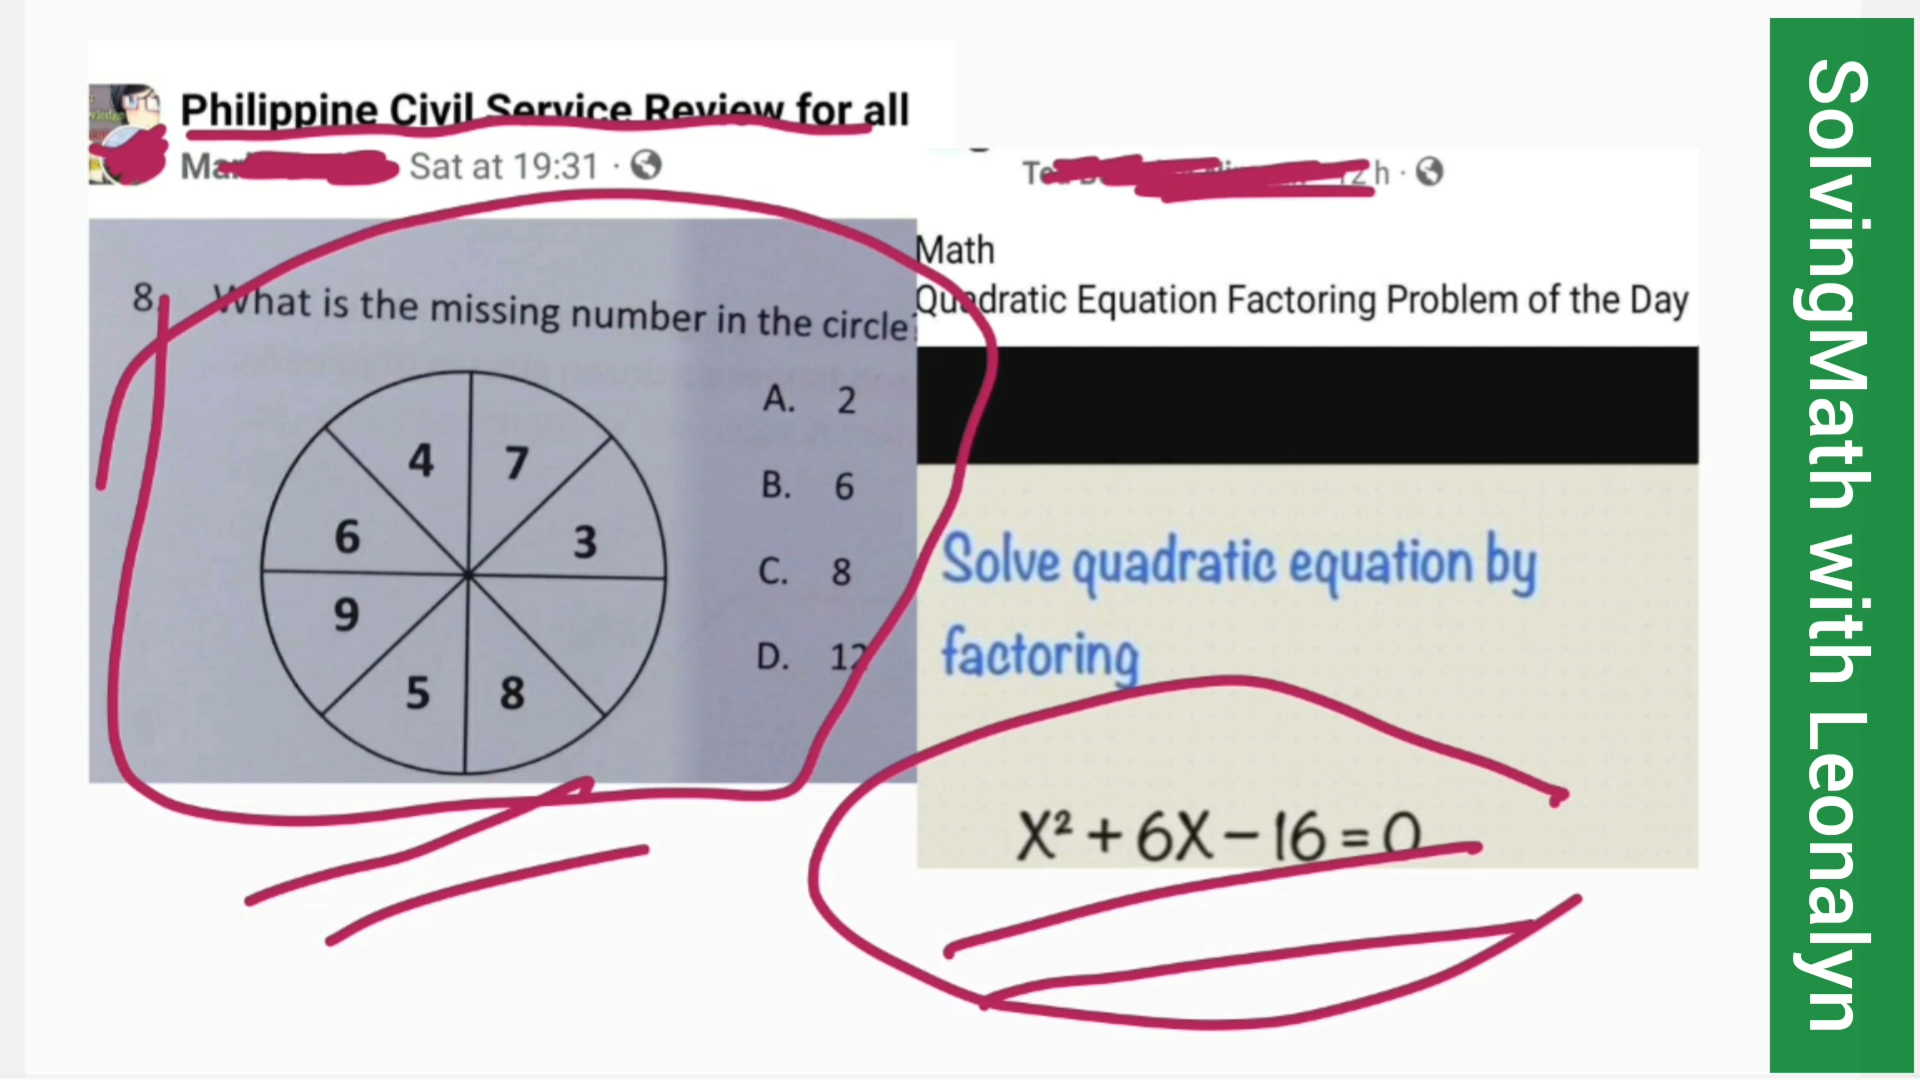 Philippine Civil Service Review for all
Sat at 19:31 ·
8. What is the missing number in the circle?
4 7
6 3
9
5 8
A. 2
B. 6
C. 8
D. 12
12 h ·
Math
Quadratic Equation Factoring Problem of the Day
Solve quadratic equation by
factoring
X² + 6X − 16 = 0
SolvingMath with Leonalyn